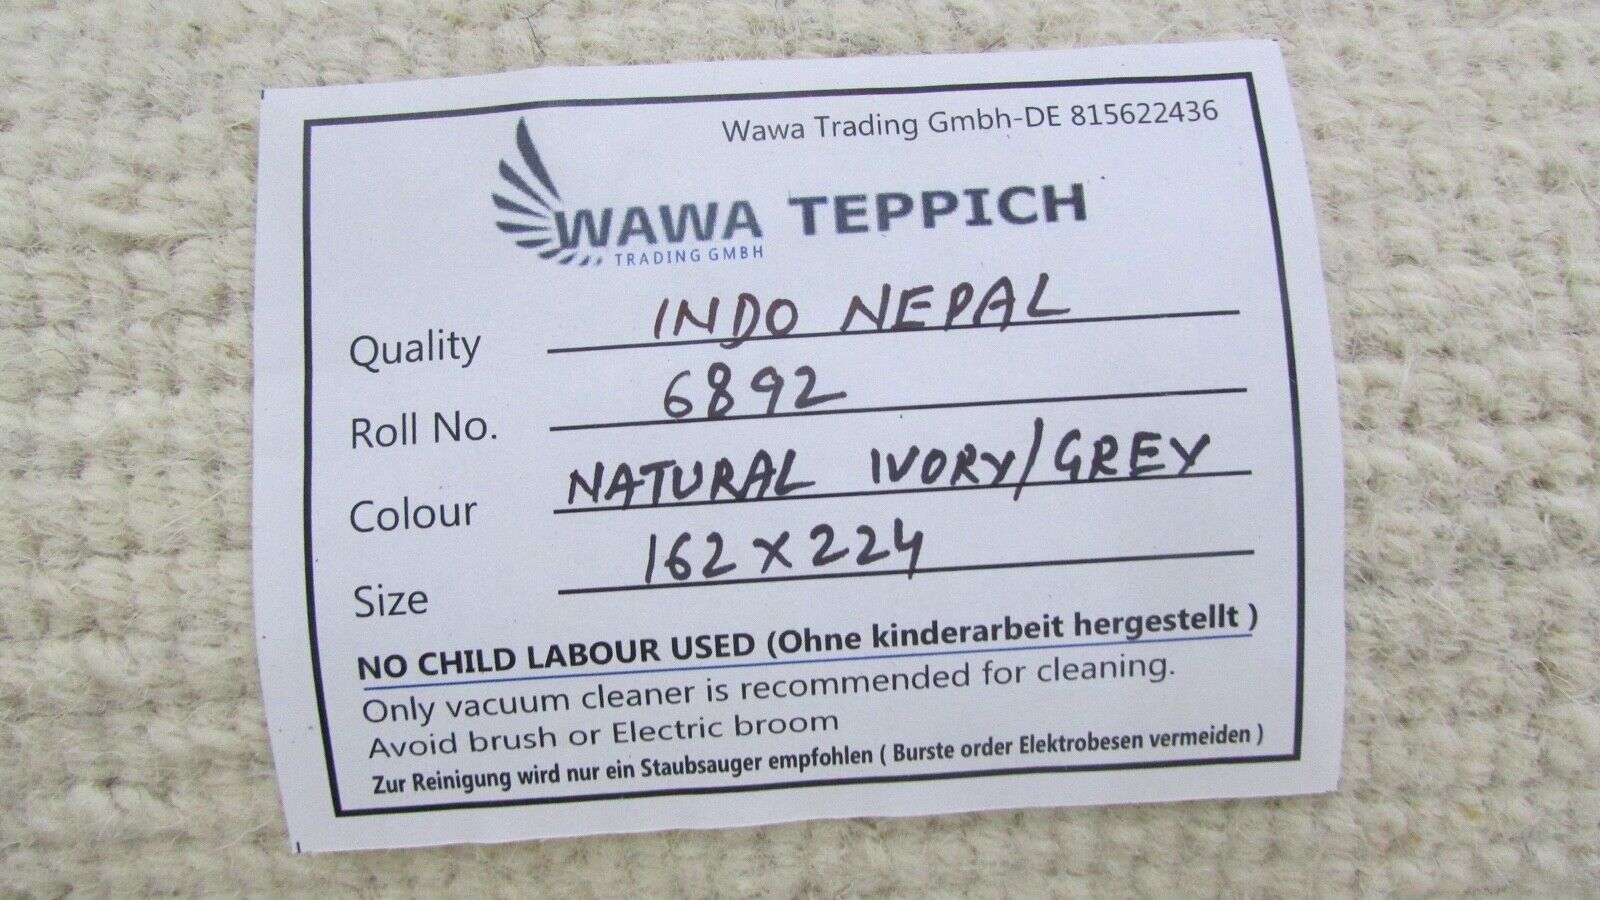 Wawa Trading Gmbh-DE 815622436
WAWA TEPPICH
TRADING GMBH
Quality INDO NEPAL
Roll No. 6892
Colour NATURAL IVORY/GREY
Size 162 x 224
NO CHILD LABOUR USED (Ohne kinderarbeit hergestellt )
Only vacuum cleaner is recommended for cleaning.
Avoid brush or Electric broom
Zur Reinigung wird nur ein Staubsauger empfohlen ( Burste order Elektrobesen vermeiden )